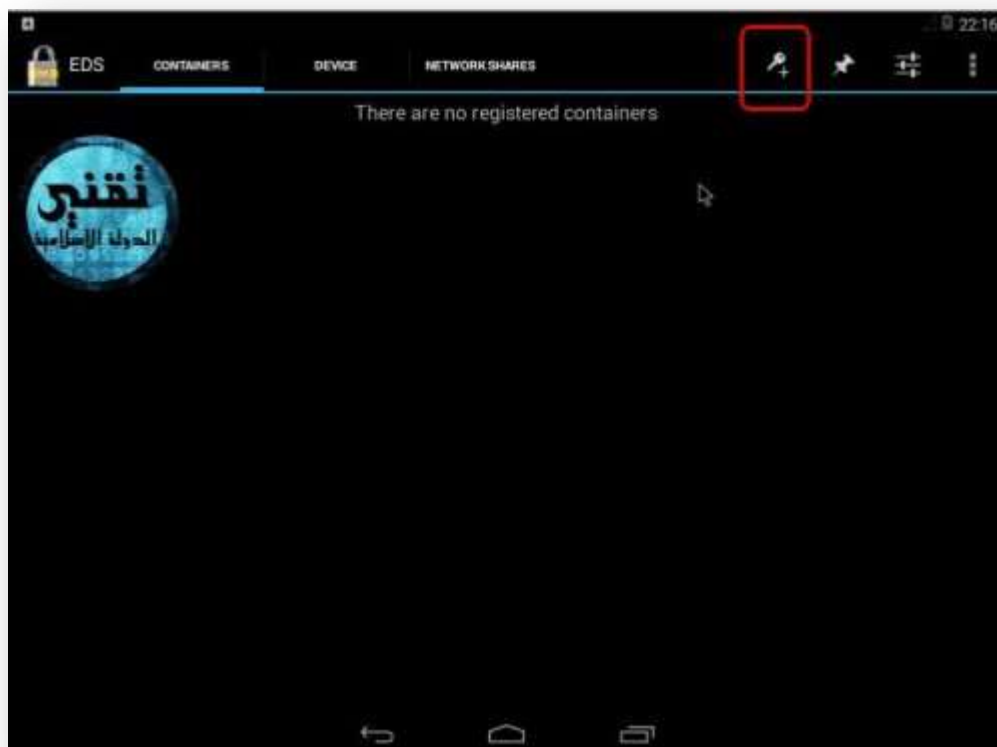 22:16
EDS CONTAINERS DEVICE NETWORK SHARES
There are no registered containers
تقني
الدولة الإسلامية